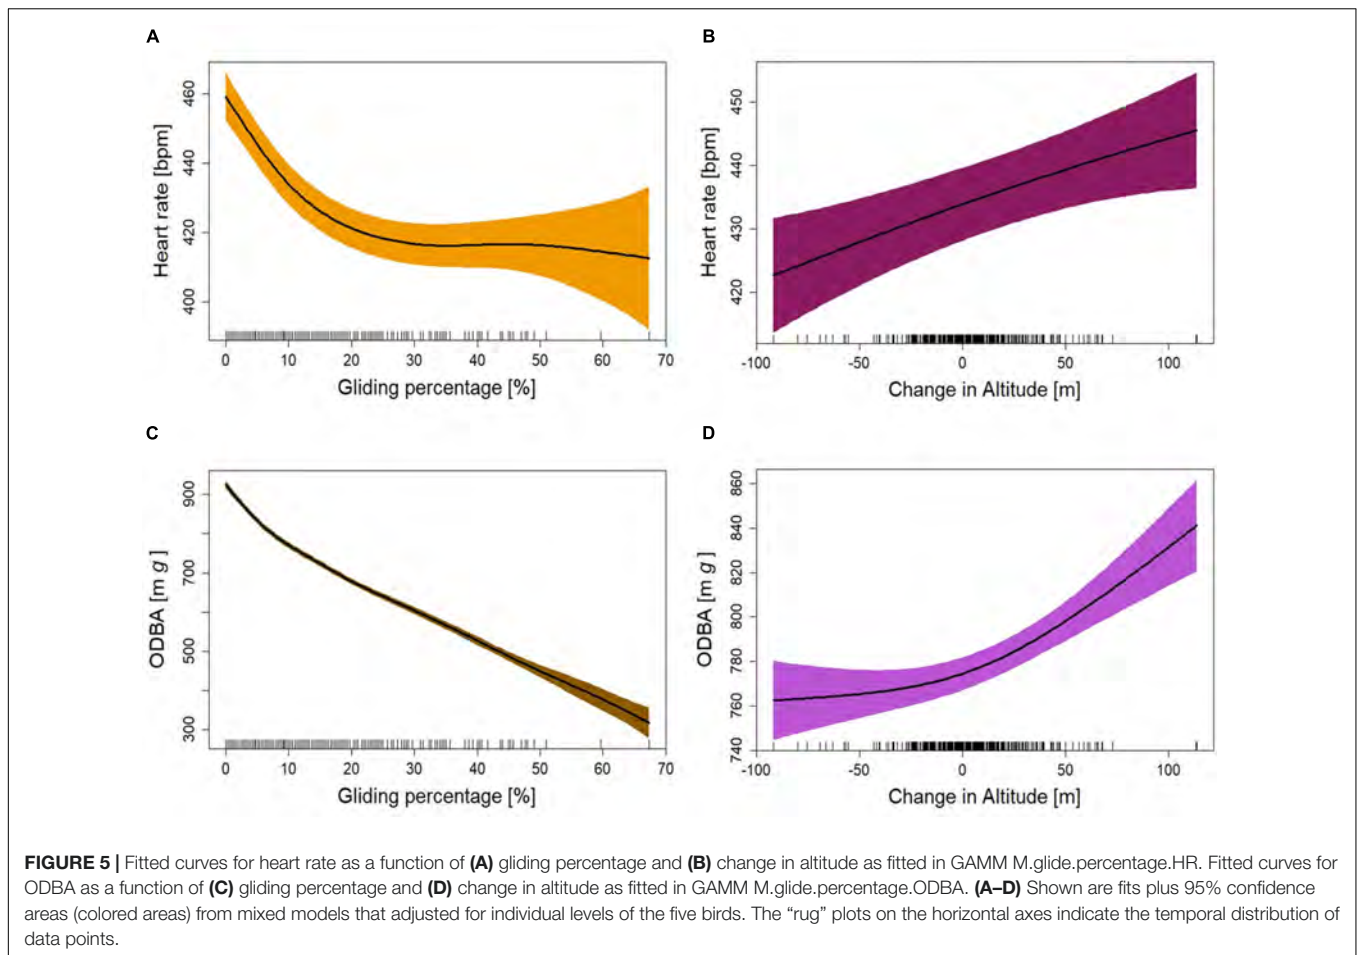 A
B
460
440
420
400
Heart rate [bpm]
0 10 20 30 40 50 60 70
Gliding percentage [%]
450
440
430
420
Heart rate [bpm]
-100 -50 0 50 100
Change in Altitude [m]
C
D
900
700
500
300
ODBA [m g ]
0 10 20 30 40 50 60 70
Gliding percentage [%]
860
840
820
800
780
760
740
ODBA [m g ]
-100 -50 0 50 100
Change in Altitude [m]
FIGURE 5 | Fitted curves for heart rate as a function of (A) gliding percentage and (B) change in altitude as fitted in GAMM M.glide.percentage.HR. Fitted curves for
ODBA as a function of (C) gliding percentage and (D) change in altitude as fitted in GAMM M.glide.percentage.ODBA. (A–D) Shown are fits plus 95% confidence
areas (colored areas) from mixed models that adjusted for individual levels of the five birds. The “rug” plots on the horizontal axes indicate the temporal distribution of
data points.